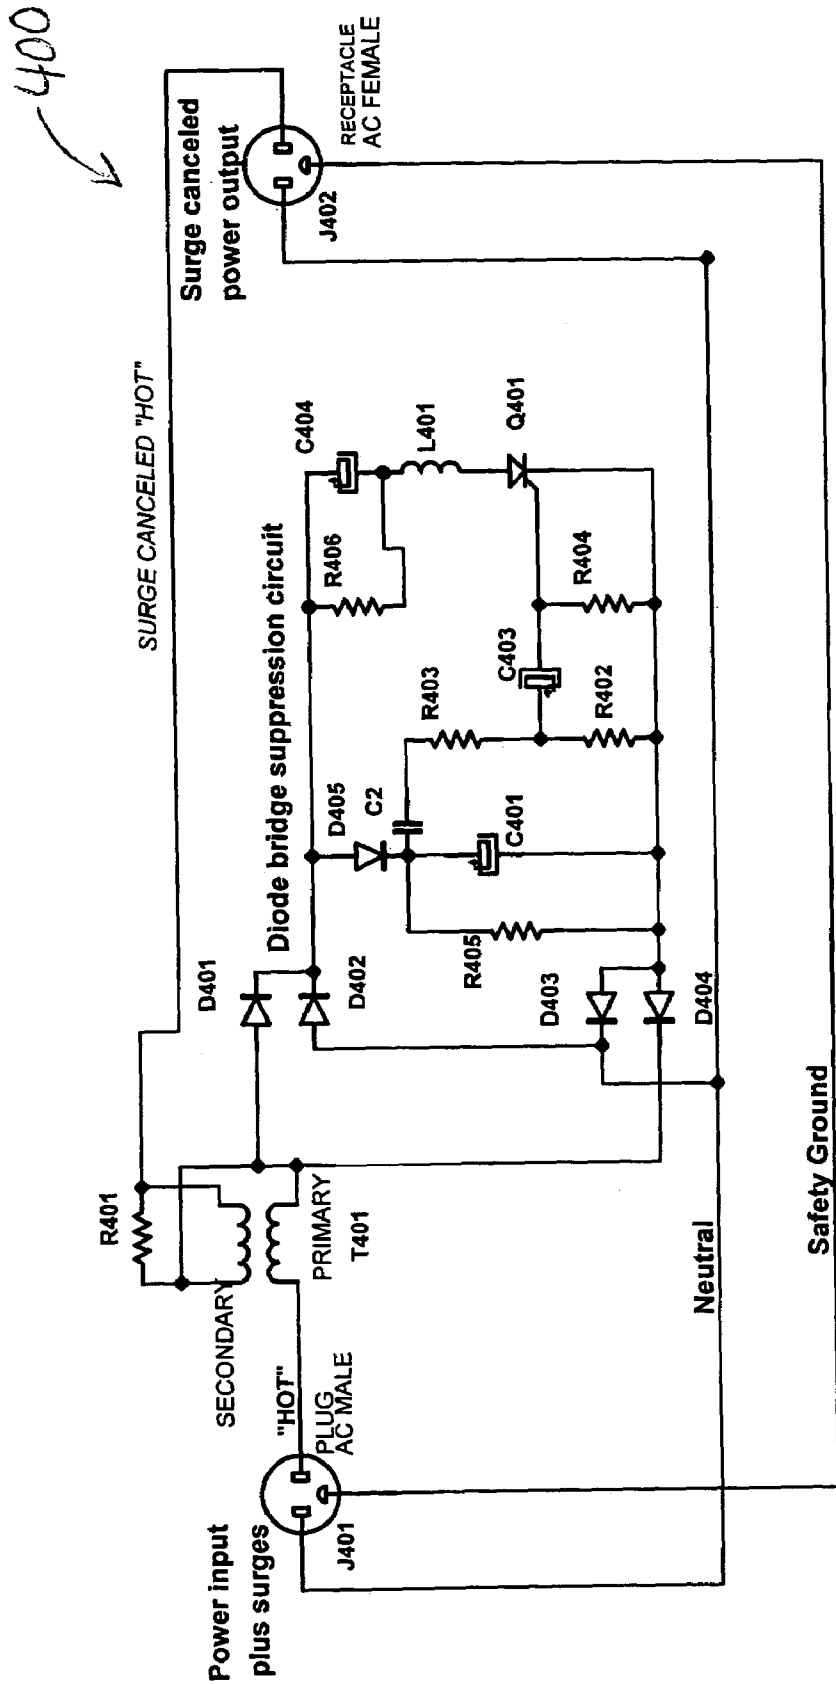 400
SURGE CANCELED "HOT"
Surge canceled
power output
RECEPTACLE
AC FEMALE
J402
R401
SECONDARY
PRIMARY
T401
"HOT"
PLUG
AC MALE
Power input
plus surges
J401
Diode bridge suppression circuit
D401
D402
D405
C2
C401
R405
R403
C403
R402
R406
C404
L401
Q401
R404
D403
D404
Neutral
Safety Ground